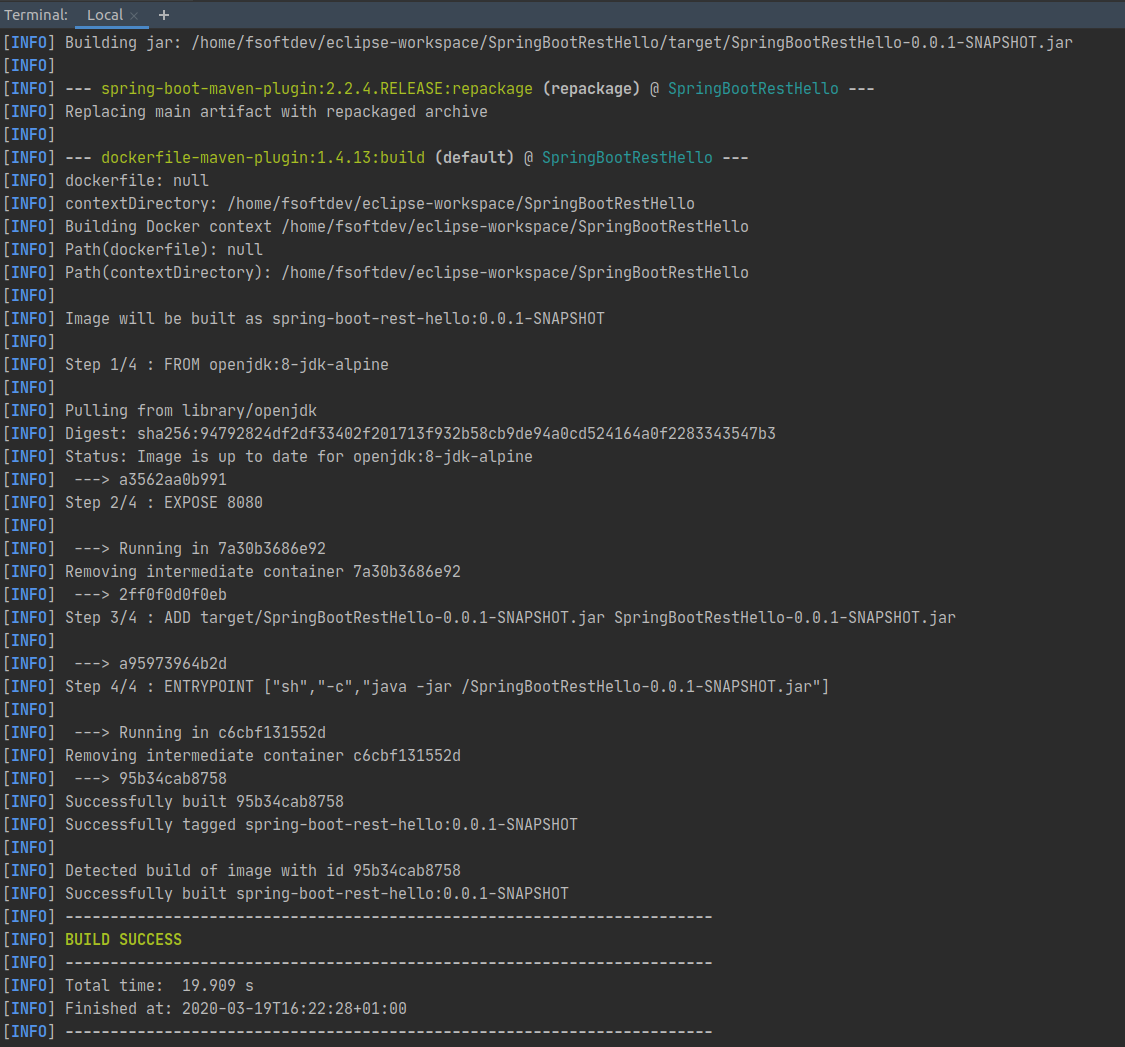 Terminal: Local × +
[INFO] Building jar: /home/fsoftdev/eclipse-workspace/SpringBootRestHello/target/SpringBootRestHello-0.0.1-SNAPSHOT.jar
[INFO]
[INFO] --- spring-boot-maven-plugin:2.2.4.RELEASE:repackage (repackage) @ SpringBootRestHello ---
[INFO] Replacing main artifact with repackaged archive
[INFO]
[INFO] --- dockerfile-maven-plugin:1.4.13:build (default) @ SpringBootRestHello ---
[INFO] dockerfile: null
[INFO] contextDirectory: /home/fsoftdev/eclipse-workspace/SpringBootRestHello
[INFO] Building Docker context /home/fsoftdev/eclipse-workspace/SpringBootRestHello
[INFO] Path(dockerfile): null
[INFO] Path(contextDirectory): /home/fsoftdev/eclipse-workspace/SpringBootRestHello
[INFO]
[INFO] Image will be built as spring-boot-rest-hello:0.0.1-SNAPSHOT
[INFO]
[INFO] Step 1/4 : FROM openjdk:8-jdk-alpine
[INFO]
[INFO] Pulling from library/openjdk
[INFO] Digest: sha256:94792824df2df33402f201713f932b58cb9de94a0cd524164a0f2283343547b3
[INFO] Status: Image is up to date for openjdk:8-jdk-alpine
[INFO]  ---> a3562aa0b991
[INFO] Step 2/4 : EXPOSE 8080
[INFO]
[INFO]  ---> Running in 7a30b3686e92
[INFO] Removing intermediate container 7a30b3686e92
[INFO]  ---> 2ff0f0d0f0eb
[INFO] Step 3/4 : ADD target/SpringBootRestHello-0.0.1-SNAPSHOT.jar SpringBootRestHello-0.0.1-SNAPSHOT.jar
[INFO]
[INFO]  ---> a95973964b2d
[INFO] Step 4/4 : ENTRYPOINT ["sh","-c","java -jar /SpringBootRestHello-0.0.1-SNAPSHOT.jar"]
[INFO]
[INFO]  ---> Running in c6cbf131552d
[INFO] Removing intermediate container c6cbf131552d
[INFO]  ---> 95b34cab8758
[INFO] Successfully built 95b34cab8758
[INFO] Successfully tagged spring-boot-rest-hello:0.0.1-SNAPSHOT
[INFO]
[INFO] Detected build of image with id 95b34cab8758
[INFO] Successfully built spring-boot-rest-hello:0.0.1-SNAPSHOT
[INFO] ------------------------------------------------------------------------
[INFO] BUILD SUCCESS
[INFO] ------------------------------------------------------------------------
[INFO] Total time:  19.909 s
[INFO] Finished at: 2020-03-19T16:22:28+01:00
[INFO] ------------------------------------------------------------------------